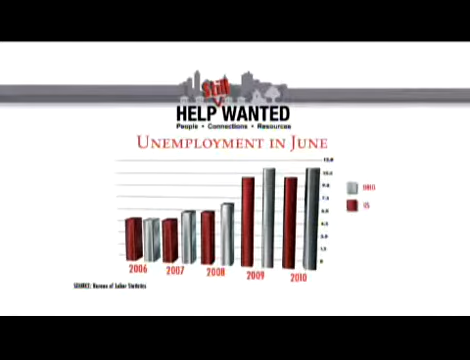 Still
HELP WANTED
People • Connections • Resources
UNEMPLOYMENT IN JUNE
OHIO
US
2006 2007 2008 2009 2010
SOURCE: Bureau of Labor Statistics